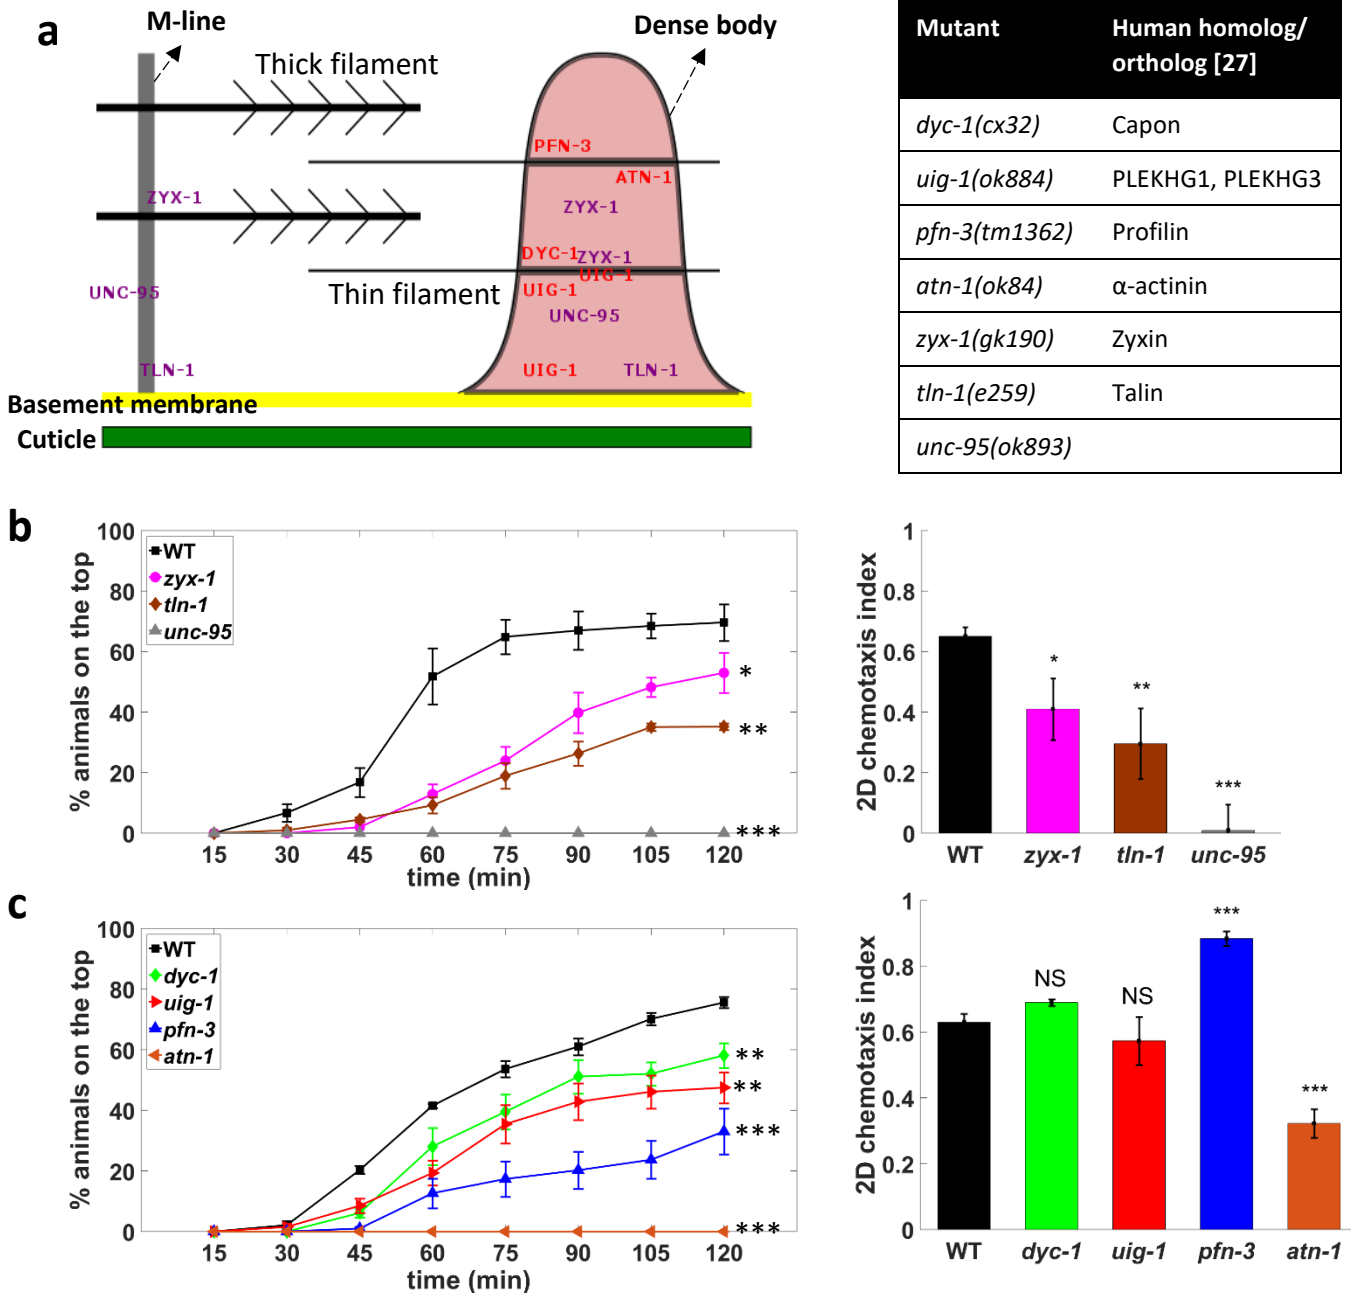 a
M-line
Dense body
Thick filament
PFN-3
ATN-1
ZYX-1
ZYX-1
DYC-1
ZYX-1
UIG-1
UNC-95
Thin filament
UIG-1
UNC-95
TLN-1
UIG-1
TLN-1
Basement membrane
Cuticle
Mutant Human homolog/
ortholog [27]
dyc-1(cx32) Capon
uig-1(ok884) PLEKHG1, PLEKHG3
pfn-3(tm1362) Profilin
atn-1(ok84) α-actinin
zyx-1(gk190) Zyxin
tln-1(e259) Talin
unc-95(ok893)
b
% animals on the top
100
80
60
40
20
0
WT
zyx-1
tln-1
unc-95
*
**
***
15 30 45 60 75 90 105 120
time (min)
2D chemotaxis index
1
0.8
0.6
0.4
0.2
0
*
**
***
WT zyx-1 tln-1 unc-95
c
% animals on the top
100
80
60
40
20
0
WT
dyc-1
uig-1
pfn-3
atn-1
**
**
***
***
15 30 45 60 75 90 105 120
time (min)
2D chemotaxis index
1
0.8
0.6
0.4
0.2
0
NS
NS
***
***
WT dyc-1 uig-1 pfn-3 atn-1